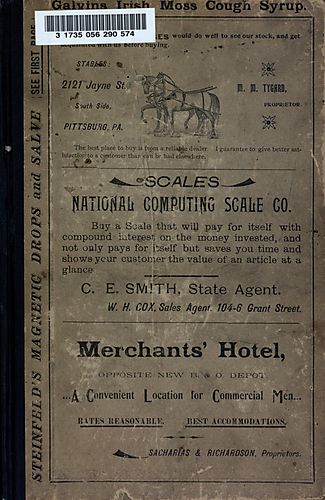 Galvins Irish Moss Cough Syrup.
3 1735 056 290 574
would do well to see our stock, and get
acquainted with us before buying.
STABLES:
2121 Jayne St.
South Side,
PITTSBURG, PA.
M. M. TYGARD,
PROPRIETOR.
The best place to buy is from a reliable dealer. I guarantee to give better sat-
isfaction to a customer than can be had elsewhere.
SCALES
NATIONAL COMPUTING SCALE CO.
Buy a Scale that will pay for itself with
compound interest on the money invested, and
not only pays for itself but saves you time and
shows your customer the value of an article at a
glance
C. E. SMITH, State Agent.
W. H. COX, Sales Agent. 104-6 Grant Street.
Merchants' Hotel,
OPPOSITE NEW B. & O. DEPOT.
...A Convenient Location for Commercial Men...
RATES REASONABLE.
BEST ACCOMMODATIONS.
SACHARIAS & RICHARDSON, Proprietors.
STEINFELD'S MAGNETIC DROPS and SALVE
SEE FIRST PAGE